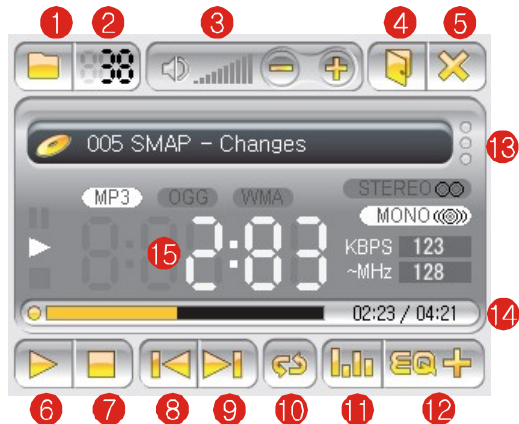 1 2 3 4 5
38
005 SMAP – Changes
13
MP3 OGG WMA STEREO
MONO
15 2:83 KBPS 123
~MHz 128
02:23 / 04:21 14
6 7 8 9 10 11 12
EQ